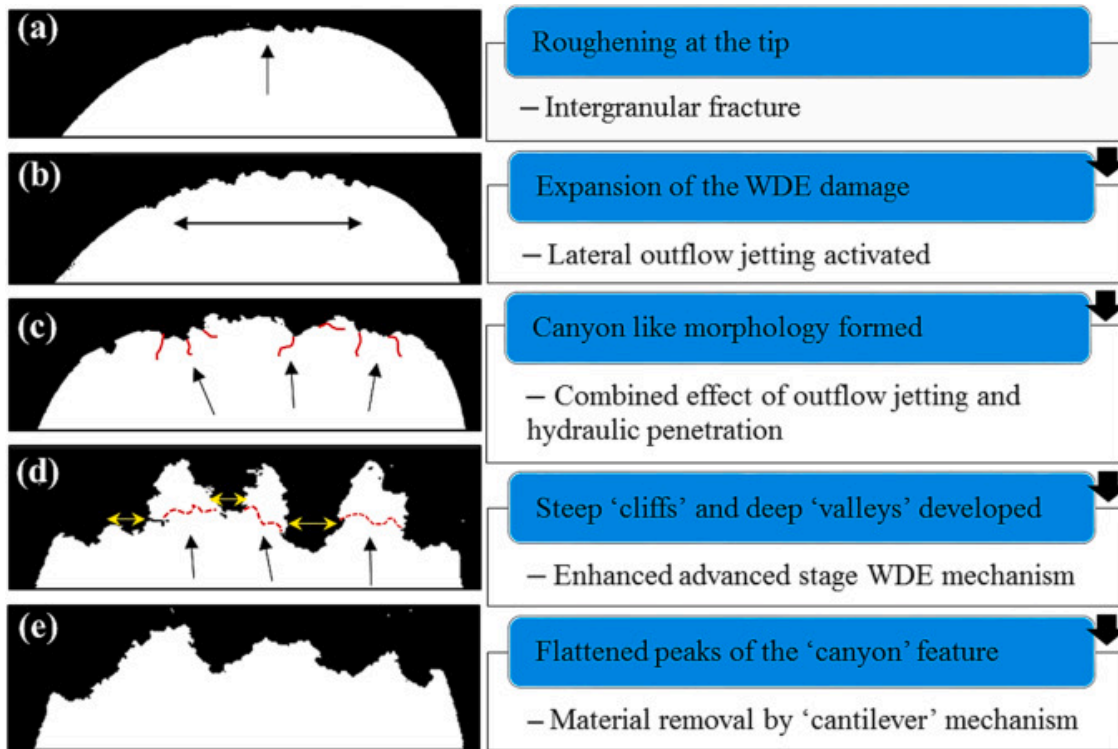 (a)
Roughening at the tip
– Intergranular fracture
(b)
Expansion of the WDE damage
– Lateral outflow jetting activated
(c)
Canyon like morphology formed
– Combined effect of outflow jetting and
hydraulic penetration
(d)
Steep ‘cliffs’ and deep ‘valleys’ developed
– Enhanced advanced stage WDE mechanism
(e)
Flattened peaks of the ‘canyon’ feature
– Material removal by ‘cantilever’ mechanism